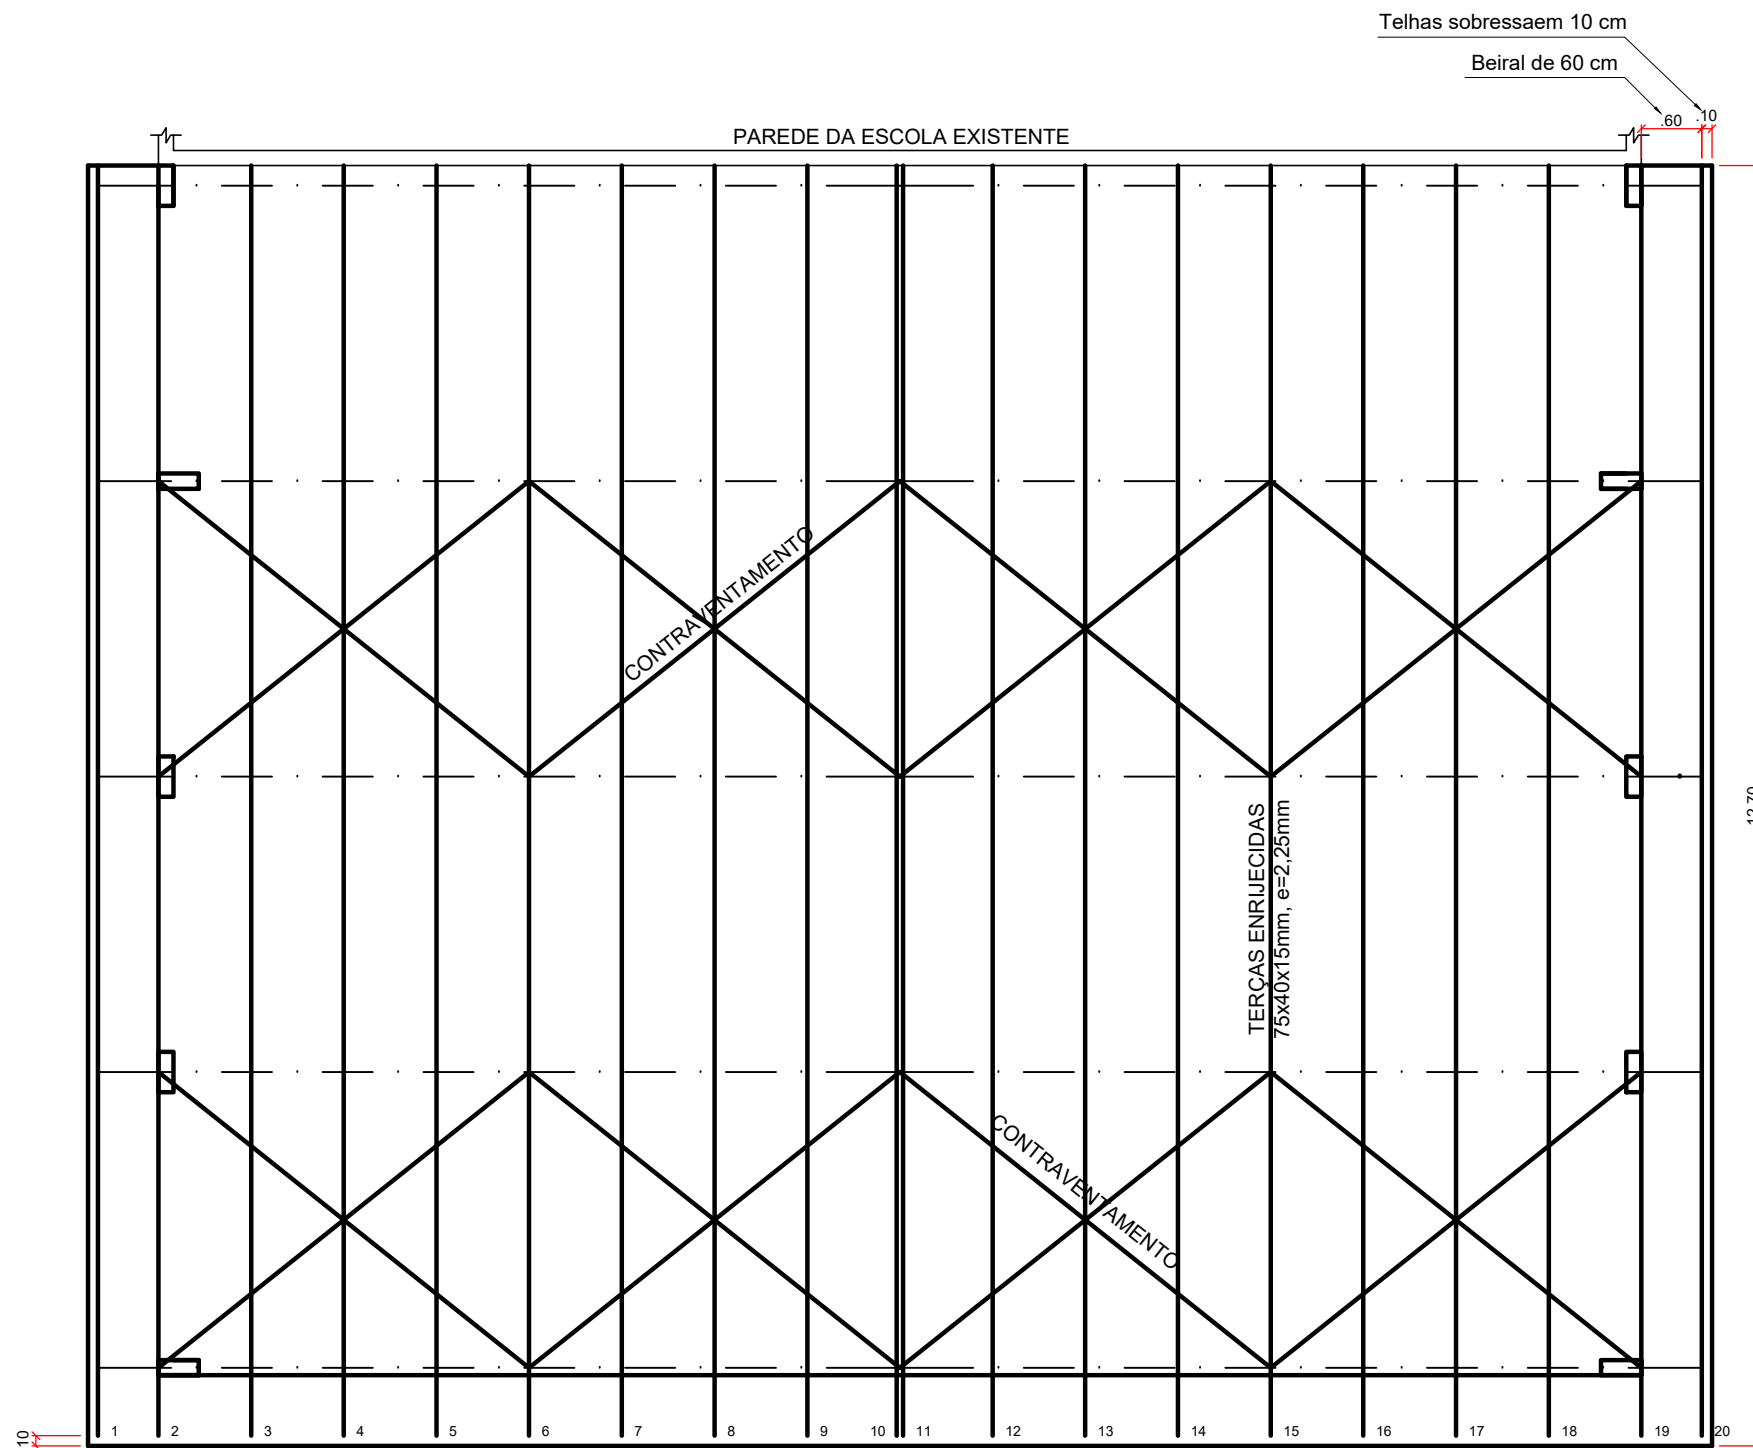 Telhas sobressaem 10 cm
Beiral de 60 cm
.60
.10
PAREDE DA ESCOLA EXISTENTE
CONTRAVENTAMENTO
TERÇAS ENRIJECIDAS
75x40x15mm, e=2,25mm
CONTRAVENTAMENTO
10
1 2 3 4 5 6 7 8 9 10 11 12 13 14 15 16 17 18 19 20